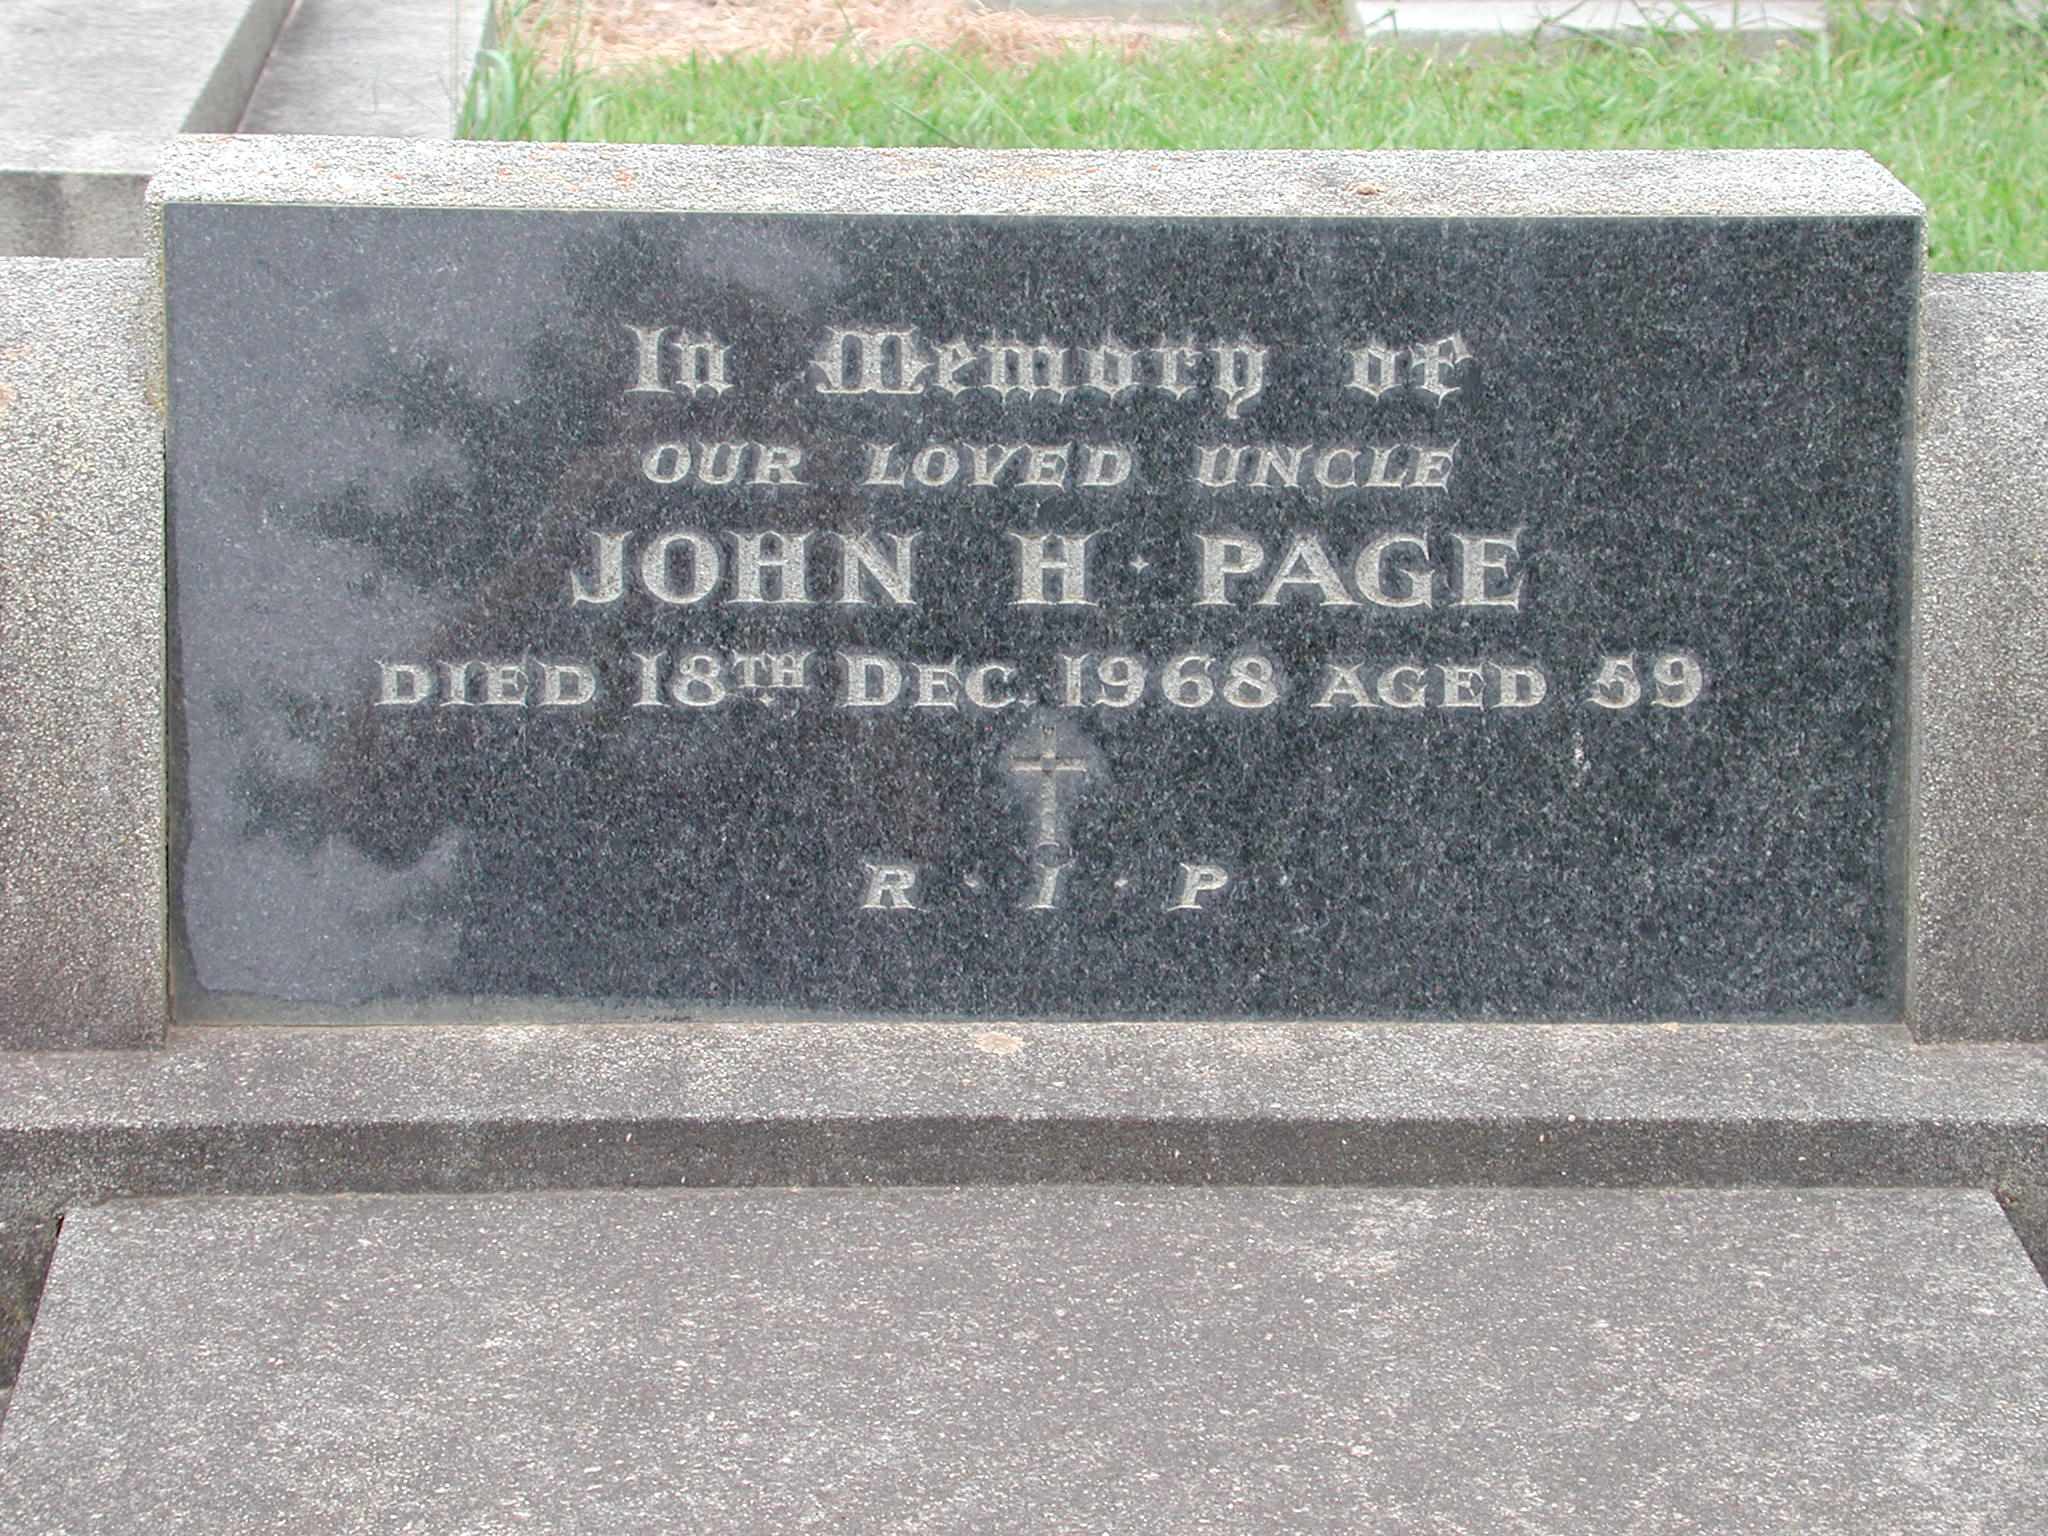 In Memory of
OUR LOVED UNCLE
JOHN H· PAGE
DIED 18TH DEC. 1968 AGED 59
R · I · P